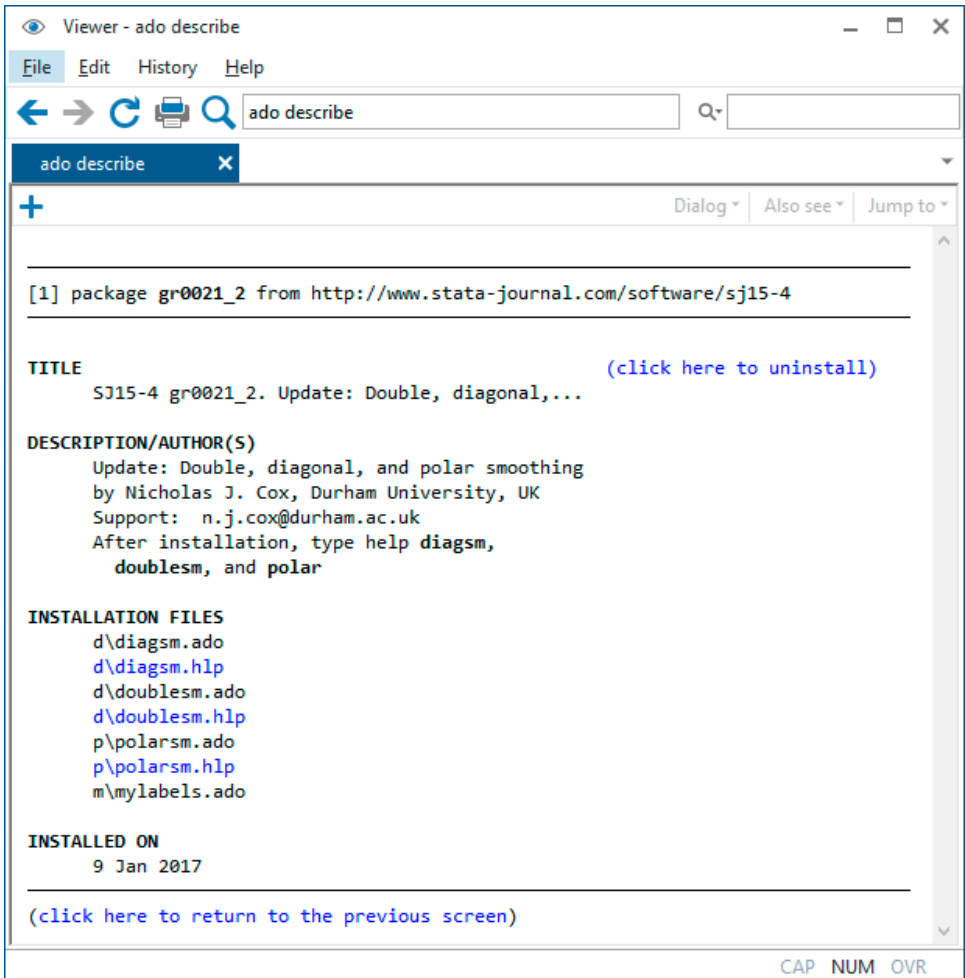 Viewer - ado describe
File Edit History Help
ado describe
ado describe
Dialog Also see Jump to
[1] package gr0021_2 from http://www.stata-journal.com/software/sj15-4
TITLE (click here to uninstall)
SJ15-4 gr0021_2. Update: Double, diagonal,...
DESCRIPTION/AUTHOR(S)
Update: Double, diagonal, and polar smoothing
by Nicholas J. Cox, Durham University, UK
Support: n.j.cox@durham.ac.uk
After installation, type help diagsm,
doublesm, and polar
INSTALLATION FILES
d\diagsm.ado
d\diagsm.hlp
d\doublesm.ado
d\doublesm.hlp
p\polarsm.ado
p\polarsm.hlp
m\mylabels.ado
INSTALLED ON
9 Jan 2017
(click here to return to the previous screen)
CAP NUM OVR